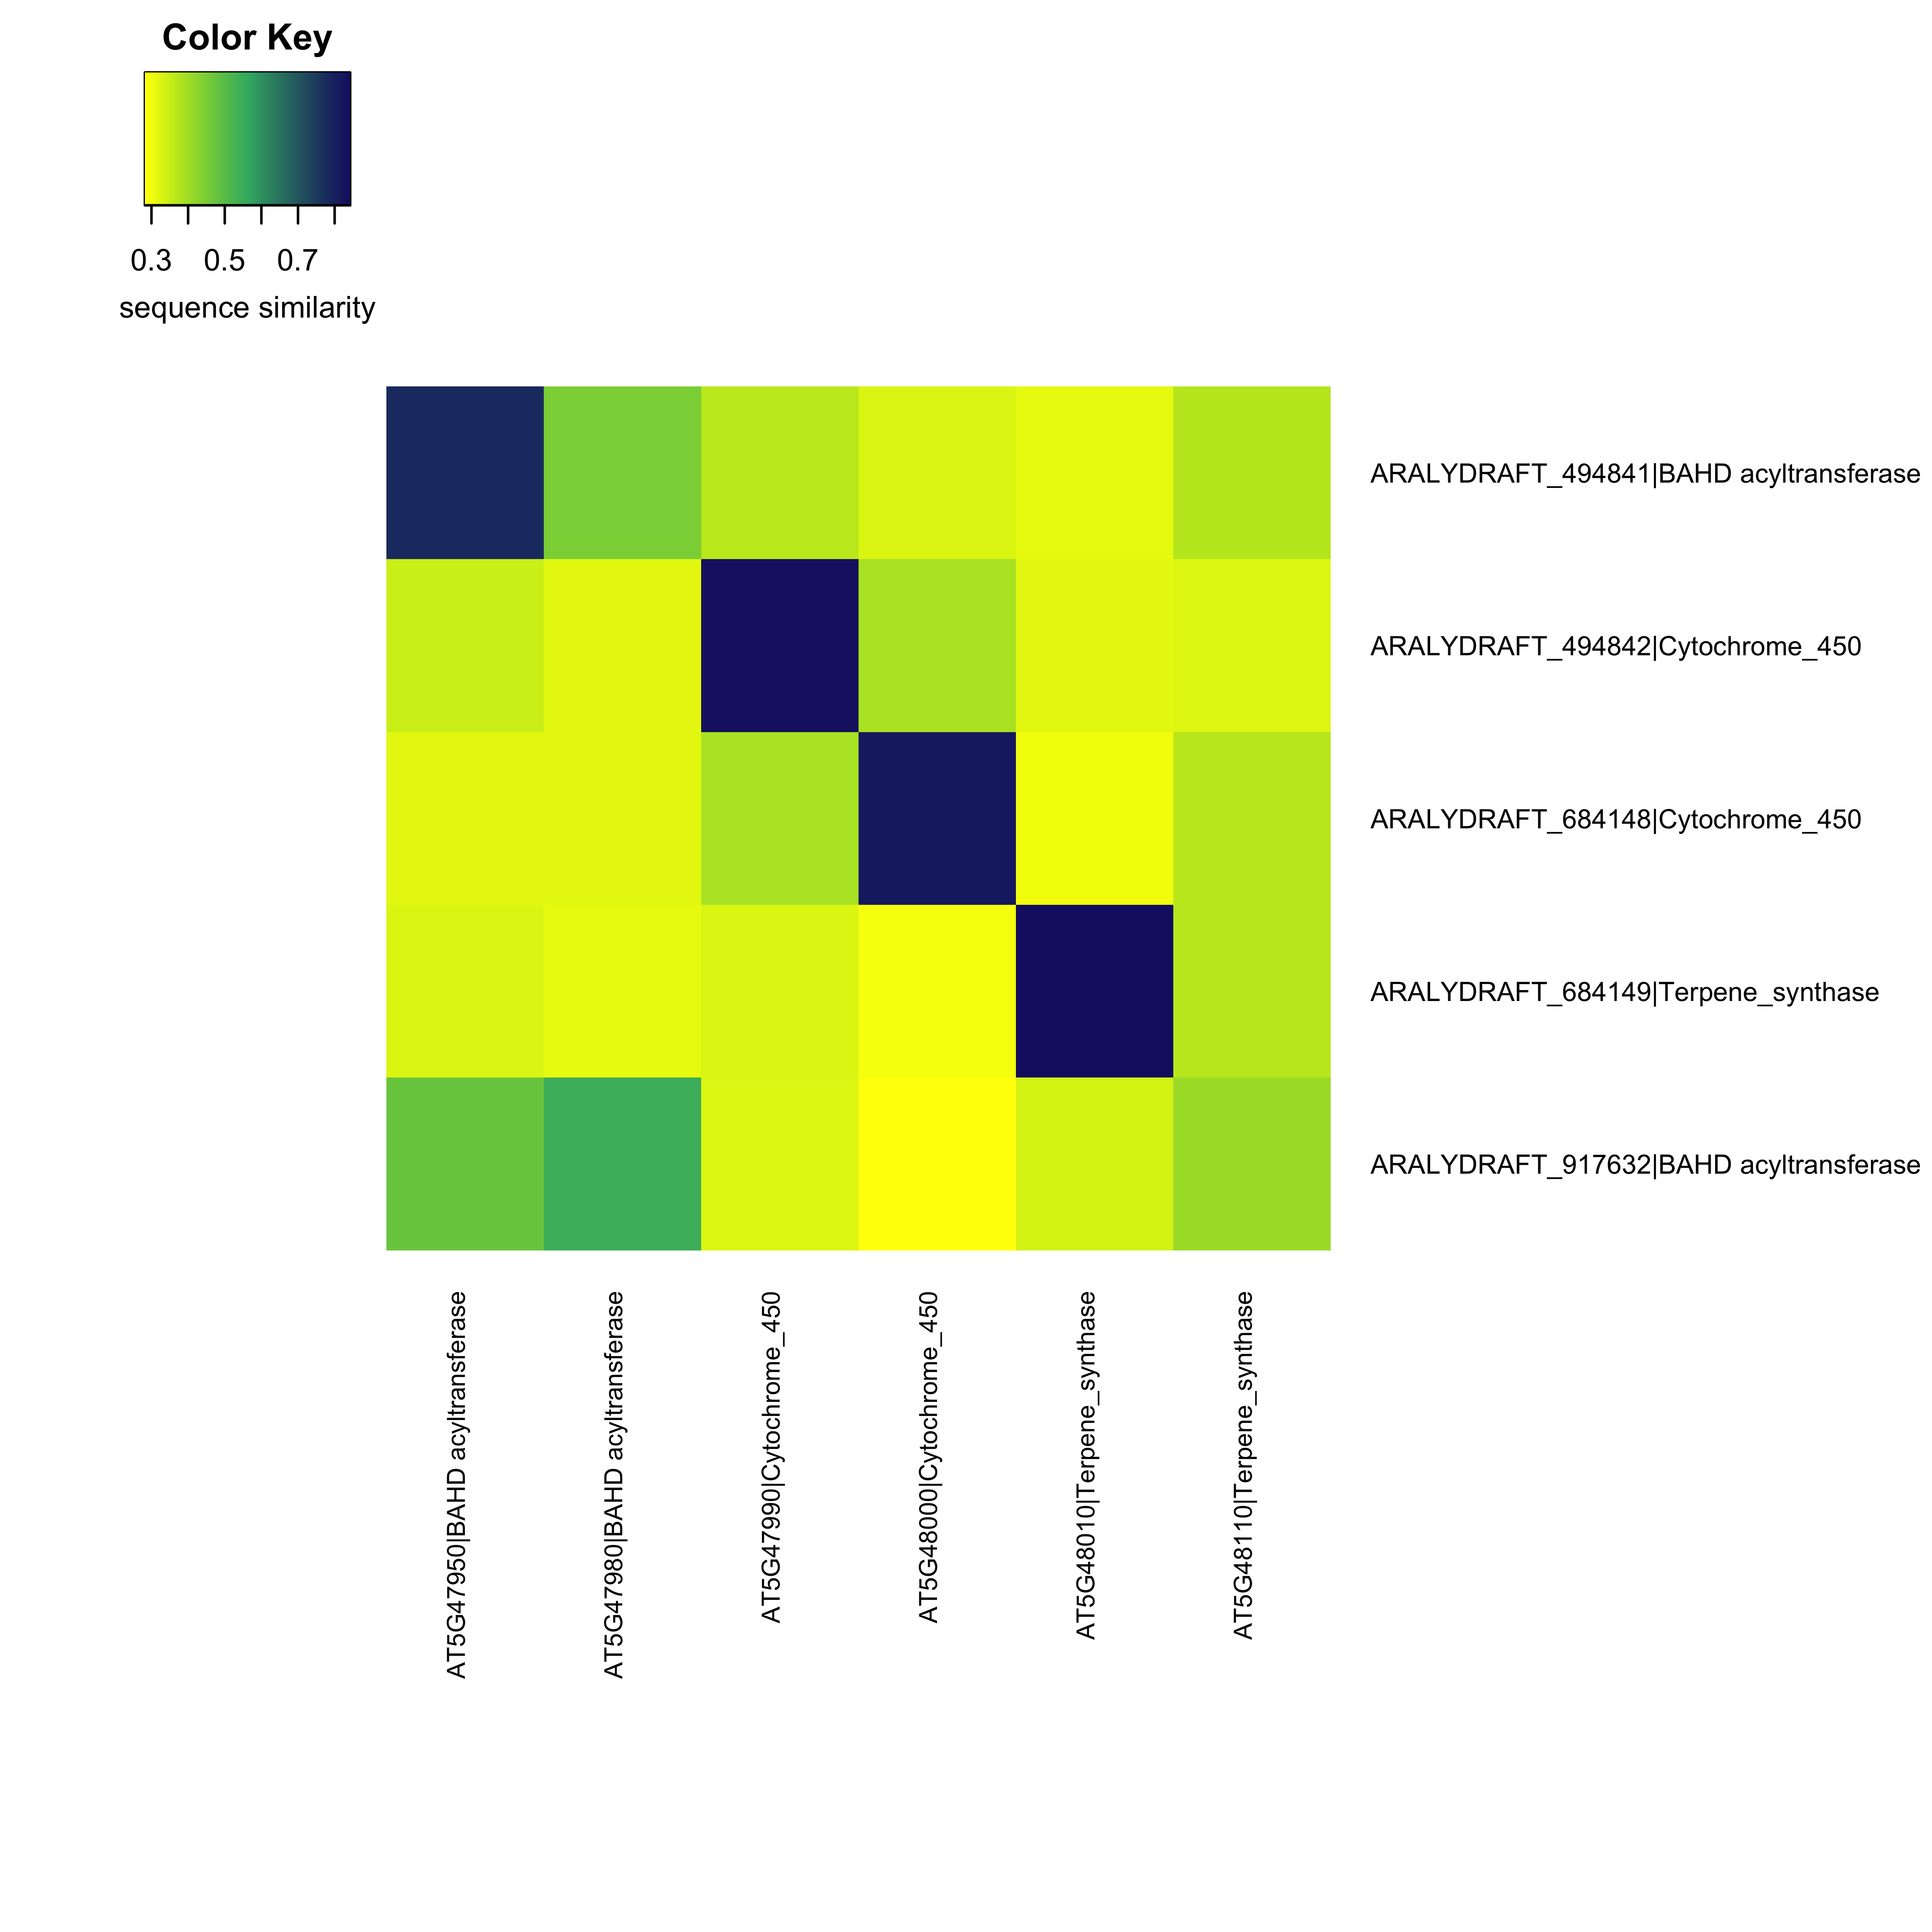 Color Key
0.3 0.5 0.7
sequence similarity
ARALYDRAFT_494841|BAHD acyltransferase
ARALYDRAFT_494842|Cytochrome_450
ARALYDRAFT_684148|Cytochrome_450
ARALYDRAFT_684149|Terpene_synthase
ARALYDRAFT_917632|BAHD acyltransferase
AT5G47950|BAHD acyltransferase
AT5G47980|BAHD acyltransferase
AT5G47990|Cytochrome_450
AT5G48000|Cytochrome_450
AT5G48010|Terpene_synthase
AT5G48110|Terpene_synthase